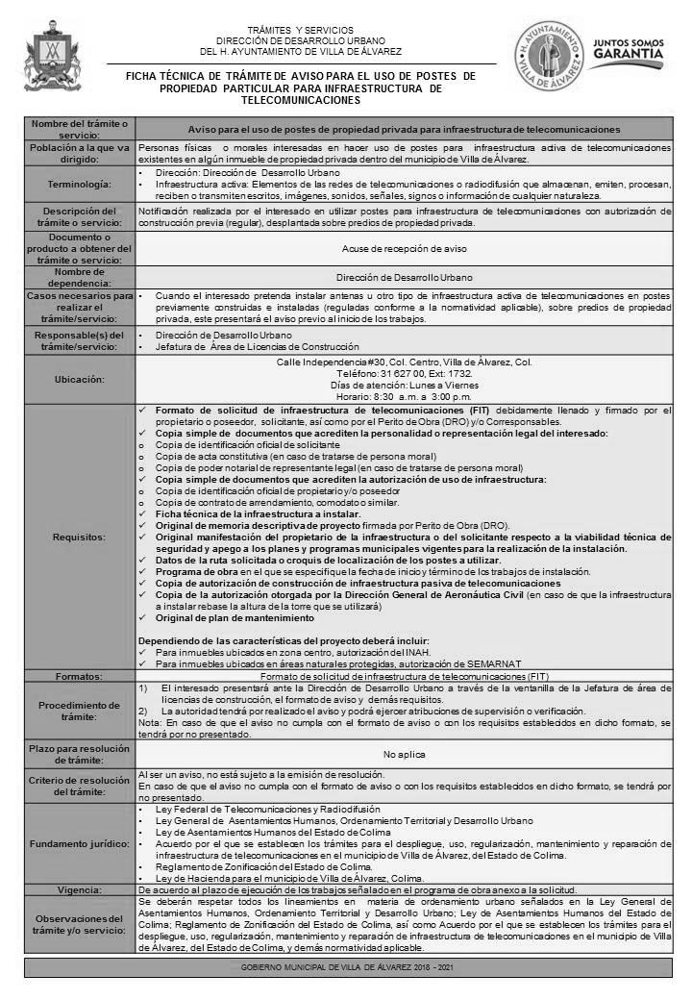 TRÁMITES Y SERVICIOS
DIRECCIÓN DE DESARROLLO URBANO
DEL H. AYUNTAMIENTO DE VILLA DE ÁLVAREZ
H. AYUNTAMIENTO
VILLA DE ÁLVAREZ
JUNTOS SOMOS
GARANTÍA
FICHA TÉCNICA DE TRÁMITE DE AVISO PARA EL USO DE POSTES DE
PROPIEDAD PARTICULAR PARA INFRAESTRUCTURA DE
TELECOMUNICACIONES
Nombre del trámite o
servicio:
Aviso para el uso de postes de propiedad privada para infraestructura de telecomunicaciones
Población a la que va
dirigido:
Personas físicas o morales interesadas en hacer uso de postes para infraestructura activa de telecomunicaciones
existentes en algún inmueble de propiedad privada dentro del municipio de Villa de Álvarez.
Terminología:
• Dirección: Dirección de Desarrollo Urbano
• Infraestructura activa: Elementos de las redes de telecomunicaciones o radiodifusión que almacenan, emiten, procesan,
reciben o transmiten escritos, imágenes, sonidos, señales, signos o información de cualquier naturaleza.
Descripción del
trámite o servicio:
Notificación realizada por el interesado en utilizar postes para infraestructura de telecomunicaciones con autorización de
construcción previa (regular), desplantada sobre predios de propiedad privada.
Documento o
producto a obtener del
trámite o servicio:
Acuse de recepción de aviso
Nombre de
dependencia:
Dirección de Desarrollo Urbano
Casos necesarios para
realizar el
trámite/servicio:
• Cuando el interesado pretenda instalar antenas u otro tipo de infraestructura activa de telecomunicaciones en postes
previamente construidas e instaladas (reguladas conforme a la normatividad aplicable), sobre predios de propiedad
privada, este presentará el aviso previo al inicio de los trabajos.
Responsable(s) del
trámite/servicio:
• Dirección de Desarrollo Urbano
• Jefatura de Área de Licencias de Construcción
Ubicación:
Calle Independencia #30, Col. Centro, Villa de Álvarez, Col.
Teléfono: 31 627 00, Ext: 1732.
Días de atención: Lunes a Viernes
Horario: 8:30 a.m. a 3:00 p.m.
Requisitos:
✓ Formato de solicitud de infraestructura de telecomunicaciones (FIT) debidamente llenado y firmado por el
propietario o poseedor, solicitante, así como por el Perito de Obra (DRO) y/o Corresponsables.
✓ Copia simple de documentos que acrediten la personalidad o representación legal del interesado:
o Copia de identificación oficial de solicitante
o Copia de acta constitutiva (en caso de tratarse de persona moral)
o Copia de poder notarial de representante legal (en caso de tratarse de persona moral)
✓ Copia simple de documentos que acrediten la autorización de uso de infraestructura:
o Copia de identificación oficial de propietario y/o poseedor
o Copia de contrato de arrendamiento, comodato o similar.
✓ Ficha técnica de la infraestructura a instalar.
✓ Original de memoria descriptiva de proyecto firmada por Perito de Obra (DRO).
✓ Original manifestación del propietario de la infraestructura o del solicitante respecto a la viabilidad técnica de
seguridad y apego a los planes y programas municipales vigentes para la realización de la instalación.
✓ Datos de la ruta solicitada o croquis de localización de los postes a utilizar.
✓ Programa de obra en el que se especifique la fecha de inicio y término de los trabajos de instalación.
✓ Copia de autorización de construcción de infraestructura pasiva de telecomunicaciones
✓ Copia de la autorización otorgada por la Dirección General de Aeronáutica Civil (en caso de que la infraestructura
a instalar rebase la altura de la torre que se utilizará)
✓ Original de plan de mantenimiento
Dependiendo de las características del proyecto deberá incluir:
✓ Para inmuebles ubicados en zona centro, autorización del INAH.
✓ Para inmuebles ubicados en áreas naturales protegidas, autorización de SEMARNAT
Formatos:
Formato de solicitud de infraestructura de telecomunicaciones (FIT)
Procedimiento de
trámite:
1) El interesado presentará ante la Dirección de Desarrollo Urbano a través de la ventanilla de la Jefatura de área de
licencias de construcción, el formato de aviso y demás requisitos.
2) La autoridad tendrá por realizado el aviso y podrá ejercer atribuciones de supervisión o verificación.
Nota: En caso de que el aviso no cumpla con el formato de aviso o con los requisitos establecidos en dicho formato, se
tendrá por no presentado.
Plazo para resolución
de trámite:
No aplica
Criterio de resolución
del trámite:
Al ser un aviso, no está sujeto a la emisión de resolución.
En caso de que el aviso no cumpla con el formato de aviso o con los requisitos establecidos en dicho formato, se tendrá por
no presentado.
Fundamento jurídico:
• Ley Federal de Telecomunicaciones y Radiodifusión
• Ley General de Asentamientos Humanos, Ordenamiento Territorial y Desarrollo Urbano
• Ley de Asentamientos Humanos del Estado de Colima
• Acuerdo por el que se establecen los trámites para el despliegue, uso, regularización, mantenimiento y reparación de
infraestructura de telecomunicaciones en el municipio de Villa de Álvarez, del Estado de Colima.
• Reglamento de Zonificación del Estado de Colima.
• Ley de Hacienda para el municipio de Villa de Álvarez, Colima.
Vigencia:
De acuerdo al plazo de ejecución de los trabajos señalado en el programa de obra anexo a la solicitud.
Observaciones del
trámite y/o servicio:
Se deberán respetar todos los lineamientos en materia de ordenamiento urbano señalados en la Ley General de
Asentamientos Humanos, Ordenamiento Territorial y Desarrollo Urbano; Ley de Asentamientos Humanos del Estado de
Colima; Reglamento de Zonificación del Estado de Colima, así como Acuerdo por el que se establecen los trámites para el
despliegue, uso, regularización, mantenimiento y reparación de infraestructura de telecomunicaciones en el municipio de Villa
de Álvarez, del Estado de Colima, y demás normatividad aplicable.
GOBIERNO MUNICIPAL DE VILLA DE ÁLVAREZ 2018 - 2021